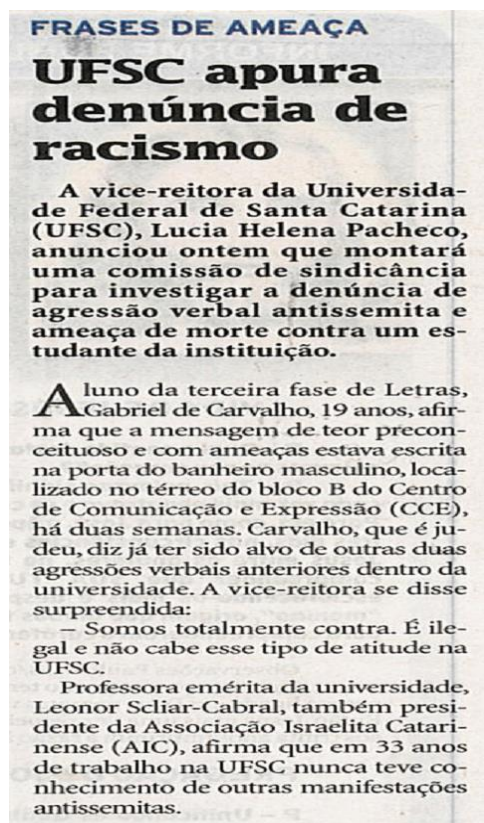 FRASES DE AMEAÇA
UFSC apura
denúncia de
racismo
A vice-reitora da Universida-
de Federal de Santa Catarina
(UFSC), Lucia Helena Pacheco,
anunciou ontem que montará
uma comissão de sindicância
para investigar a denúncia de
agressão verbal antissemita e
ameaça de morte contra um es-
tudante da instituição.
Aluno da terceira fase de Letras,
Gabriel de Carvalho, 19 anos, afir-
ma que a mensagem de teor precon-
ceituoso e com ameaças estava escrita
na porta do banheiro masculino, loca-
lizado no térreo do bloco B do Centro
de Comunicação e Expressão (CCE),
há duas semanas. Carvalho, que é ju-
deu, diz já ter sido alvo de outras duas
agressões verbais anteriores dentro da
universidade. A vice-reitora se disse
surpreendida:
Somos totalmente contra. É ile-
gal e não cabe esse tipo de atitude na
UFSC.
Professora emérita da universidade,
Leonor Scliar-Cabral, também presi-
dente da Associação Israelita Catari-
nense (AIC), afirma que em 33 anos
de trabalho na UFSC nunca teve co-
nhecimento de outras manifestações
antissemitas.